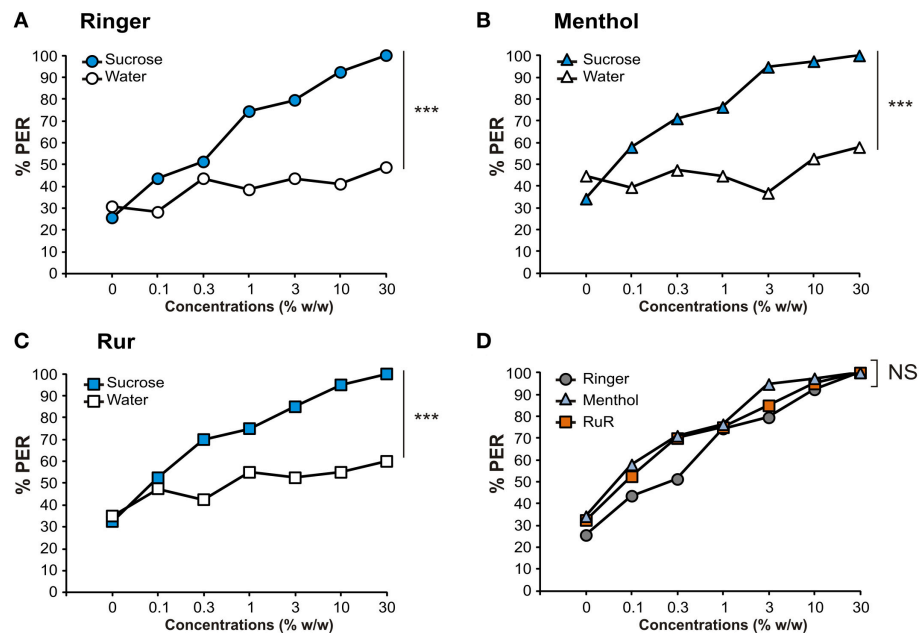 A Ringer
100
90
80
70
60
50
40
30
20
10
0
% PER
Sucrose
Water
***
0 0.1 0.3 1 3 10 30
Concentrations (% w/w)
B Menthol
100
90
80
70
60
50
40
30
20
10
0
% PER
Sucrose
Water
***
0 0.1 0.3 1 3 10 30
Concentrations (% w/w)
C Rur
100
90
80
70
60
50
40
30
20
10
0
% PER
Sucrose
Water
***
0 0.1 0.3 1 3 10 30
Concentrations (% w/w)
D
100
90
80
70
60
50
40
30
20
10
0
% PER
Ringer
Menthol
RuR
NS
0 0.1 0.3 1 3 10 30
Concentrations (% w/w)